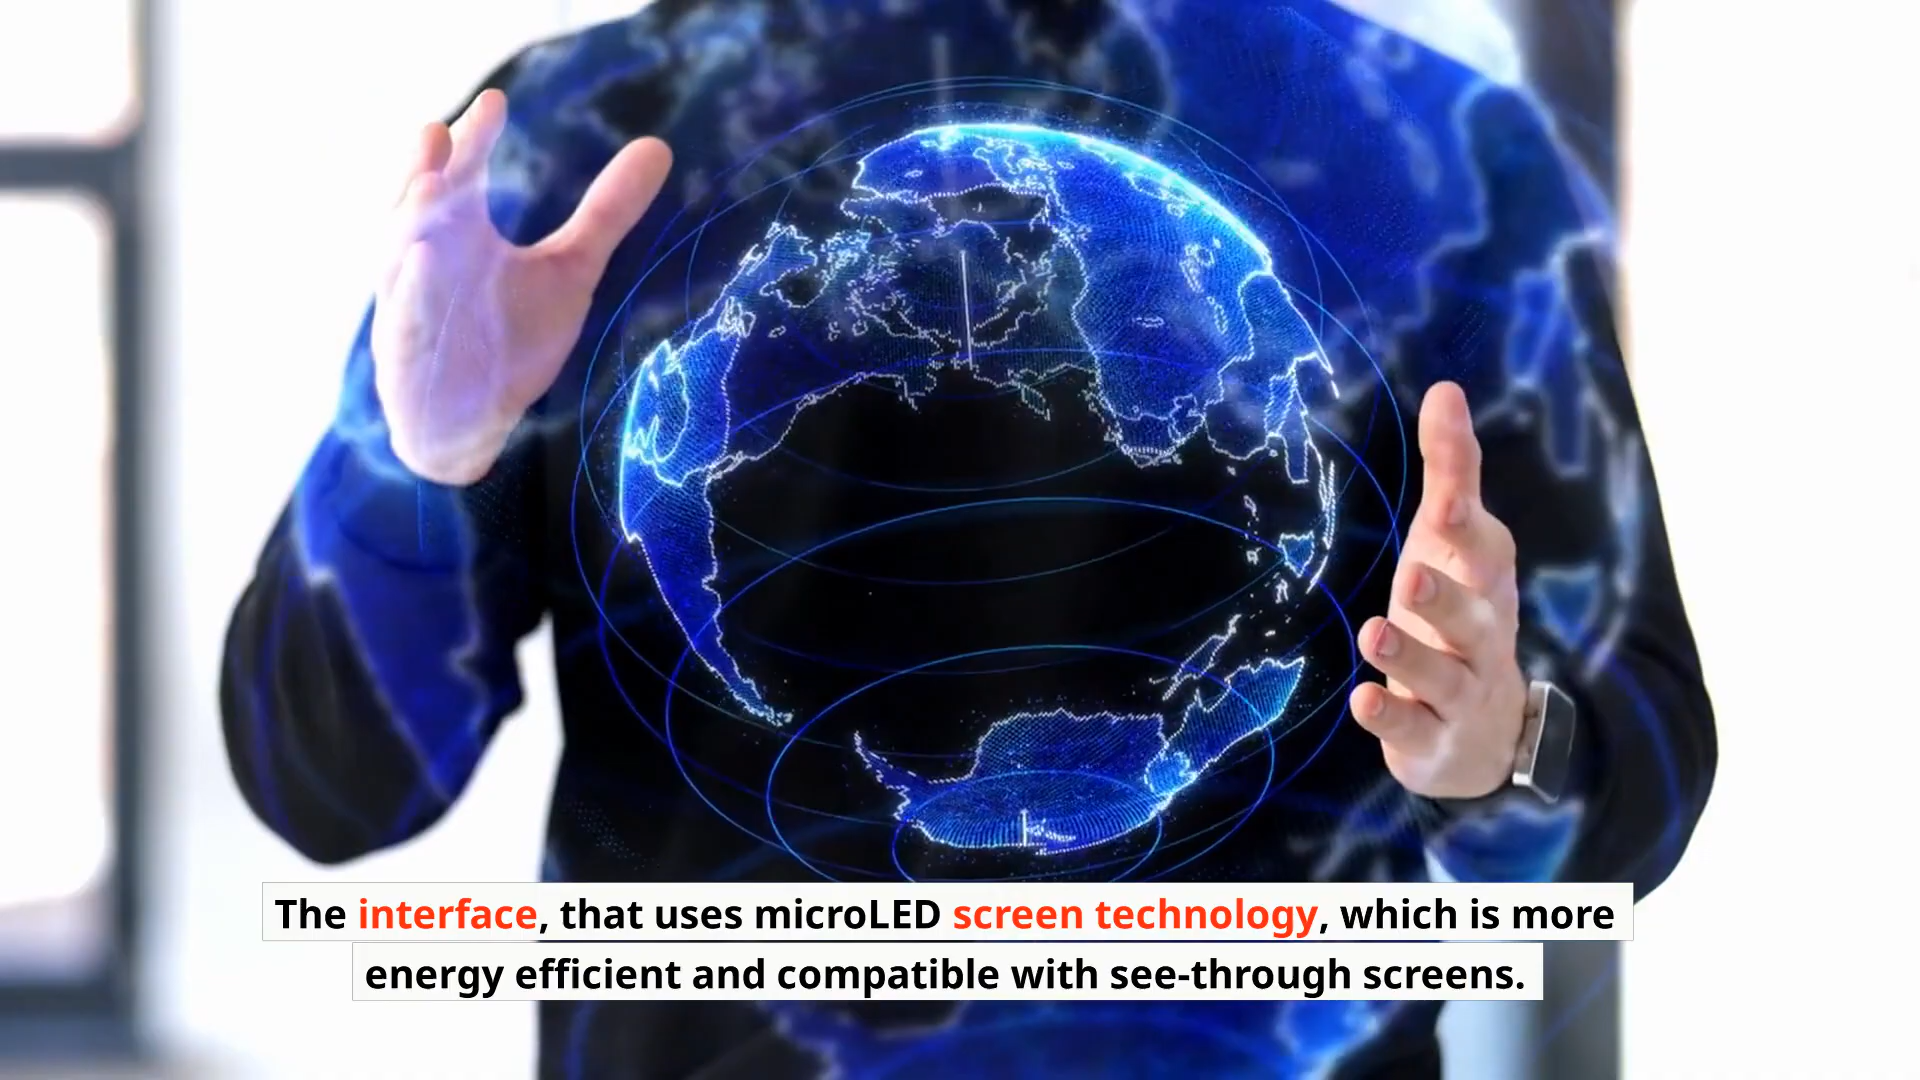 The interface, that uses microLED screen technology, which is more
energy efficient and compatible with see-through screens.